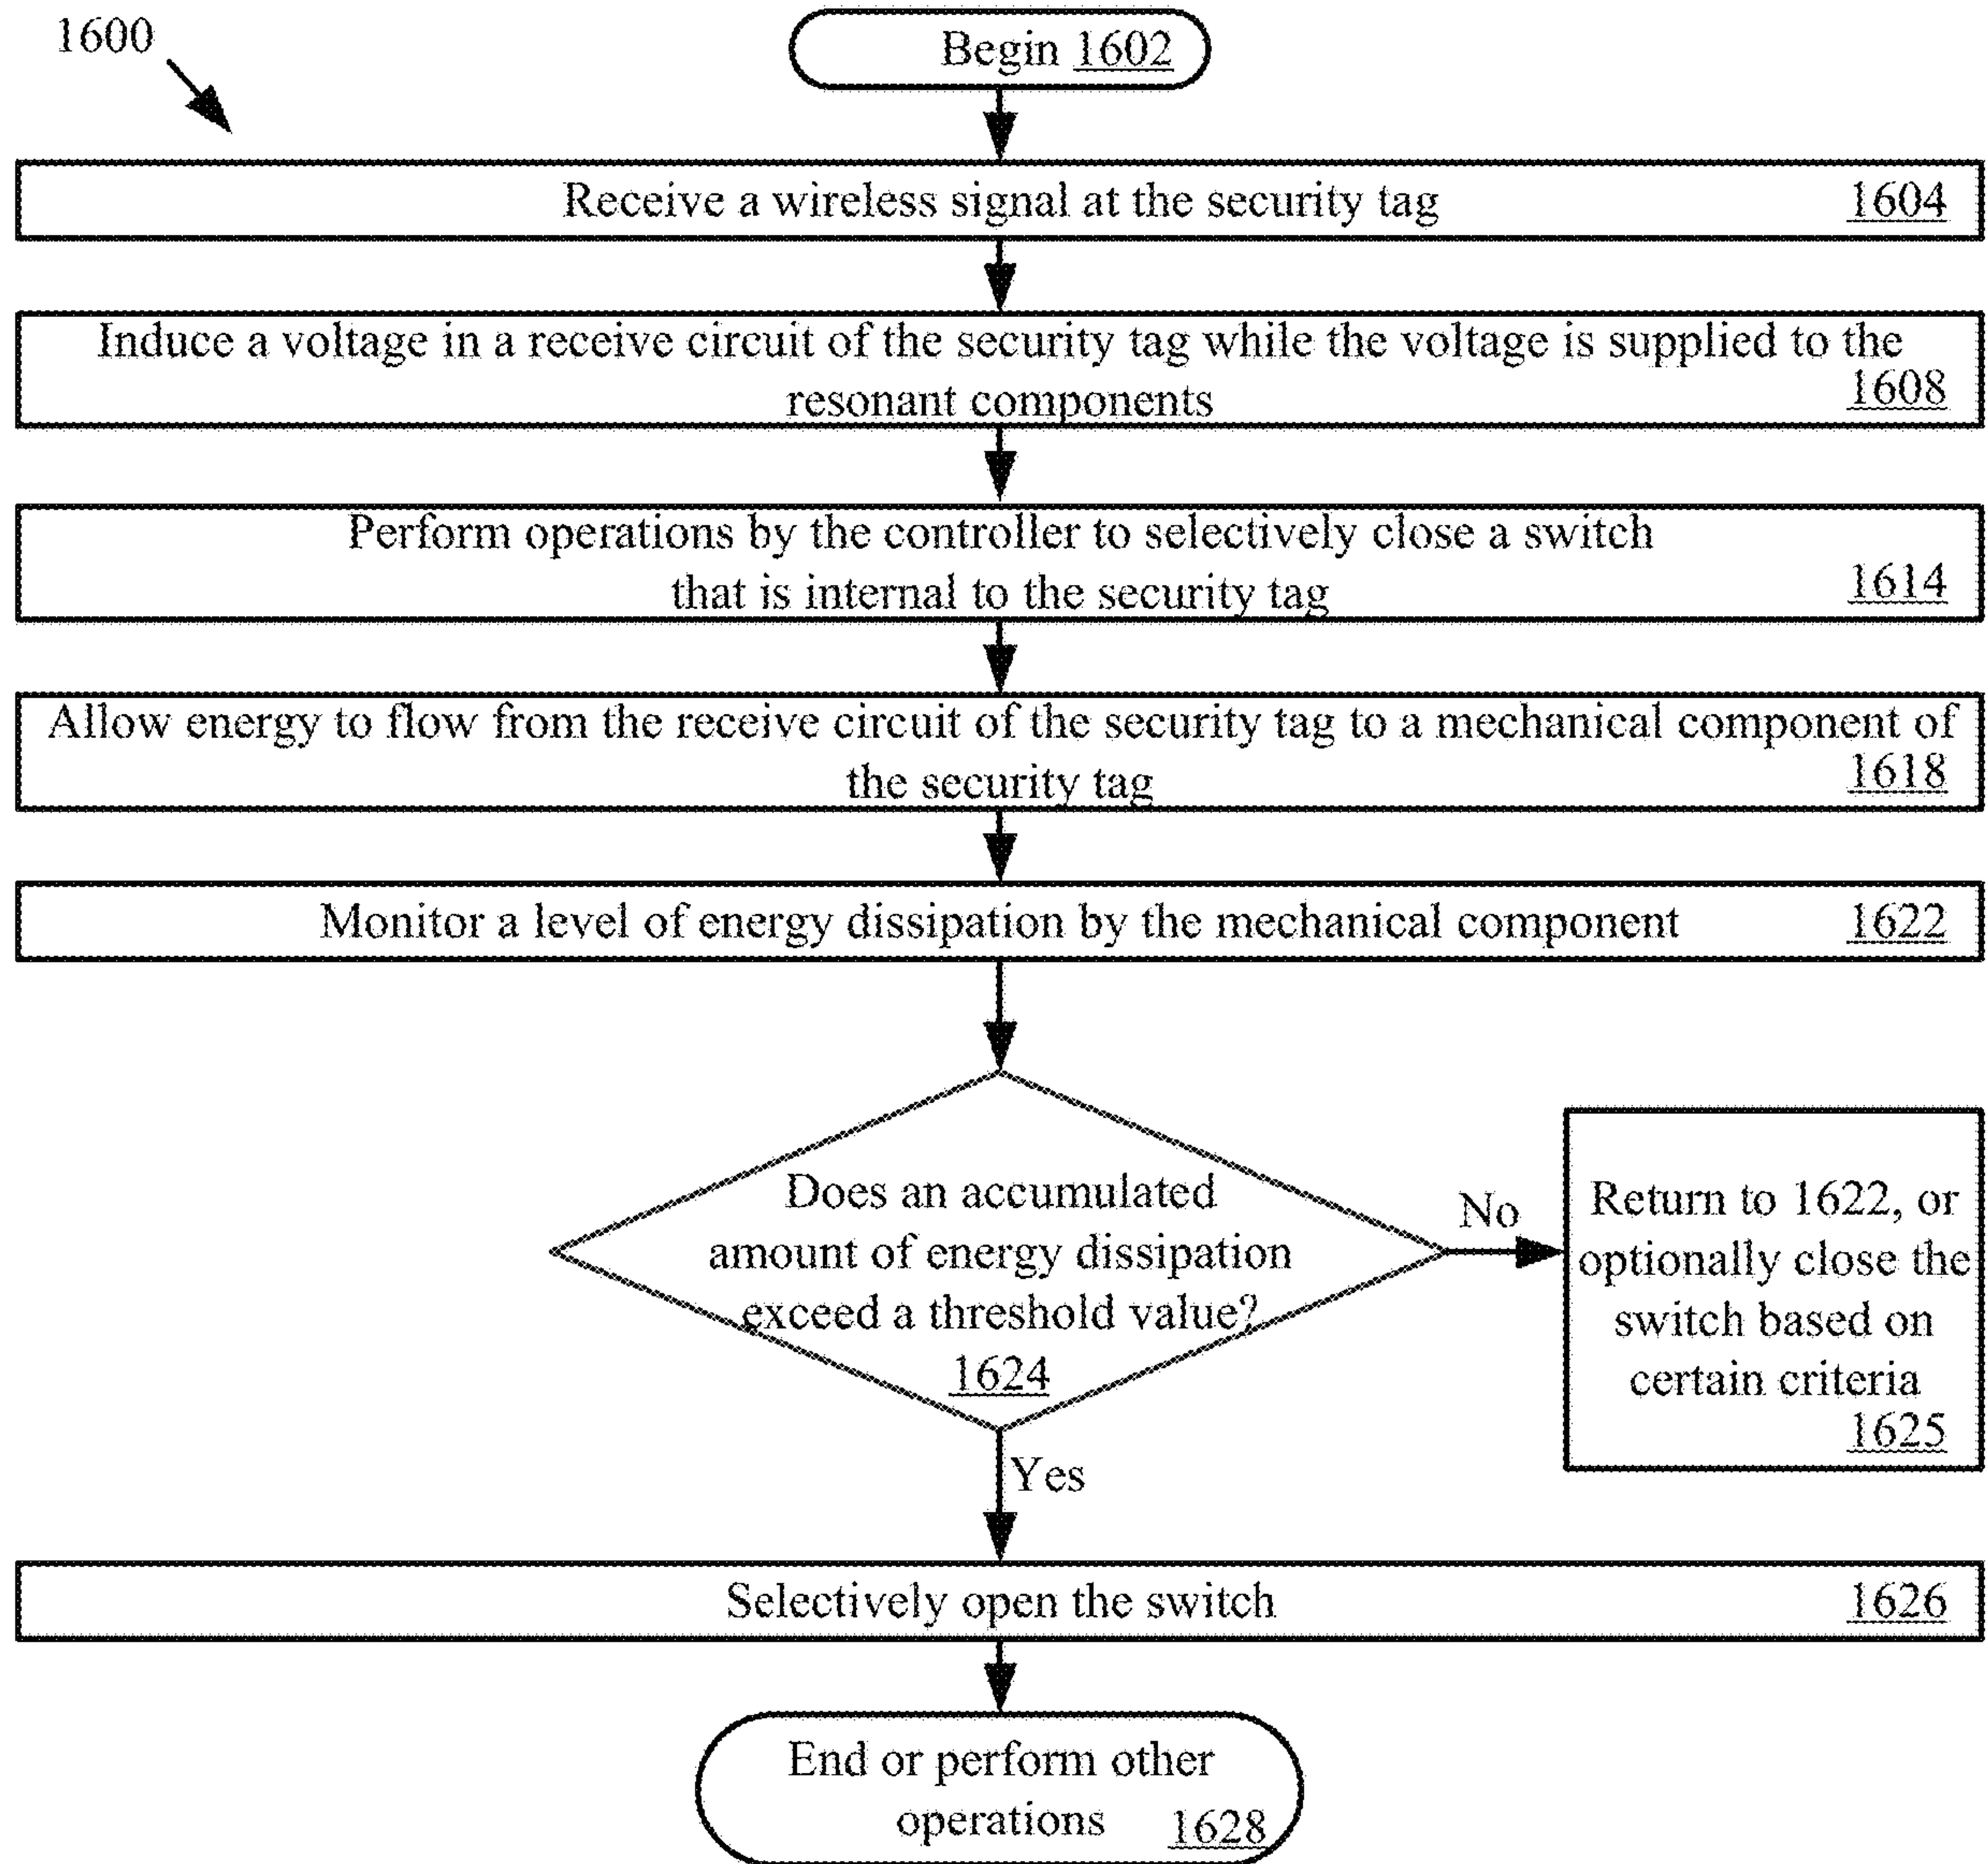 1600
Begin 1602
Receive a wireless signal at the security tag 1604
Induce a voltage in a receive circuit of the security tag while the voltage is supplied to the
resonant components 1608
Perform operations by the controller to selectively close a switch
that is internal to the security tag 1614
Allow energy to flow from the receive circuit of the security tag to a mechanical component of
the security tag 1618
Monitor a level of energy dissipation by the mechanical component 1622
Does an accumulated
amount of energy dissipation
exceed a threshold value?
1624
No
Return to 1622, or
optionally close the
switch based on
certain criteria
1625
Yes
Selectively open the switch 1626
End or perform other
operations 1628